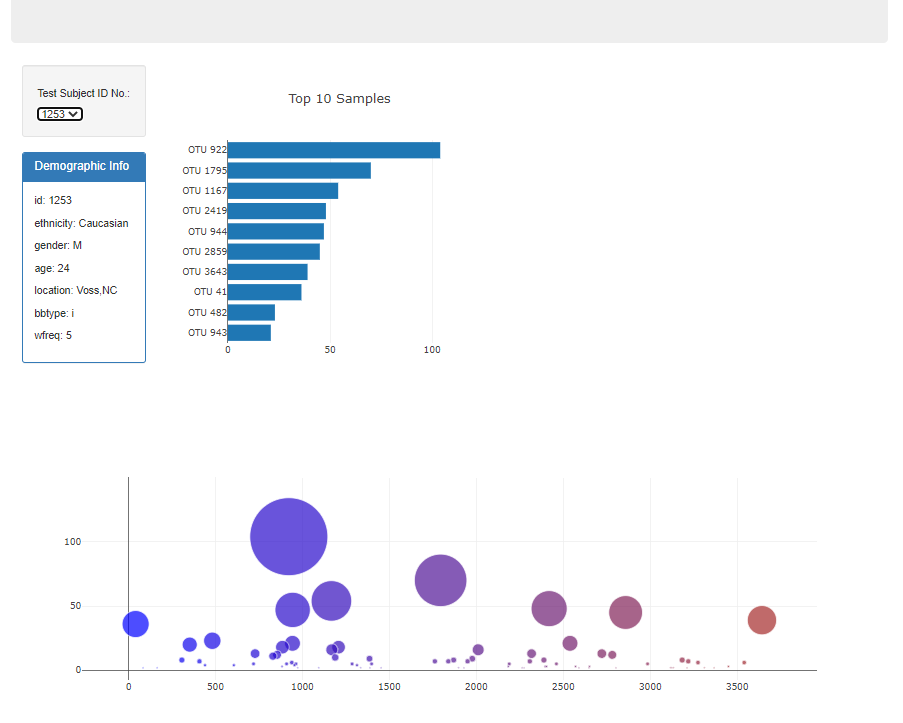 Test Subject ID No.:
1253
Demographic Info
id: 1253
ethnicity: Caucasian
gender: M
age: 24
location: Voss,NC
bbtype: i
wfreq: 5
Top 10 Samples
OTU 922
OTU 1795
OTU 1167
OTU 2419
OTU 944
OTU 2859
OTU 3643
OTU 41
OTU 482
OTU 943
0 50 100
100
50
0
0 500 1000 1500 2000 2500 3000 3500